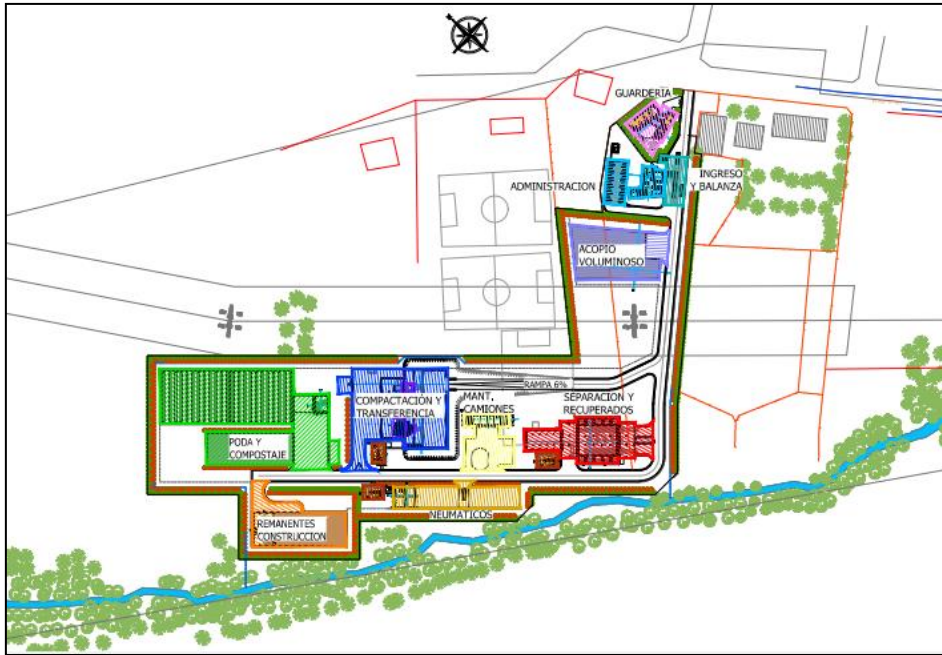 GUARDERIA
ADMINISTRACION
INGRESO
Y BALANZA
ACOPIO
VOLUMINOSO
RAMPA 6%
COMPACTACIÓN Y
TRANSFERENCIA
MANT.
CAMIONES
SEPARACION Y
RECUPERADOS
PODA Y
COMPOSTAJE
NEUMATICOS
REMANENTES
CONSTRUCCION